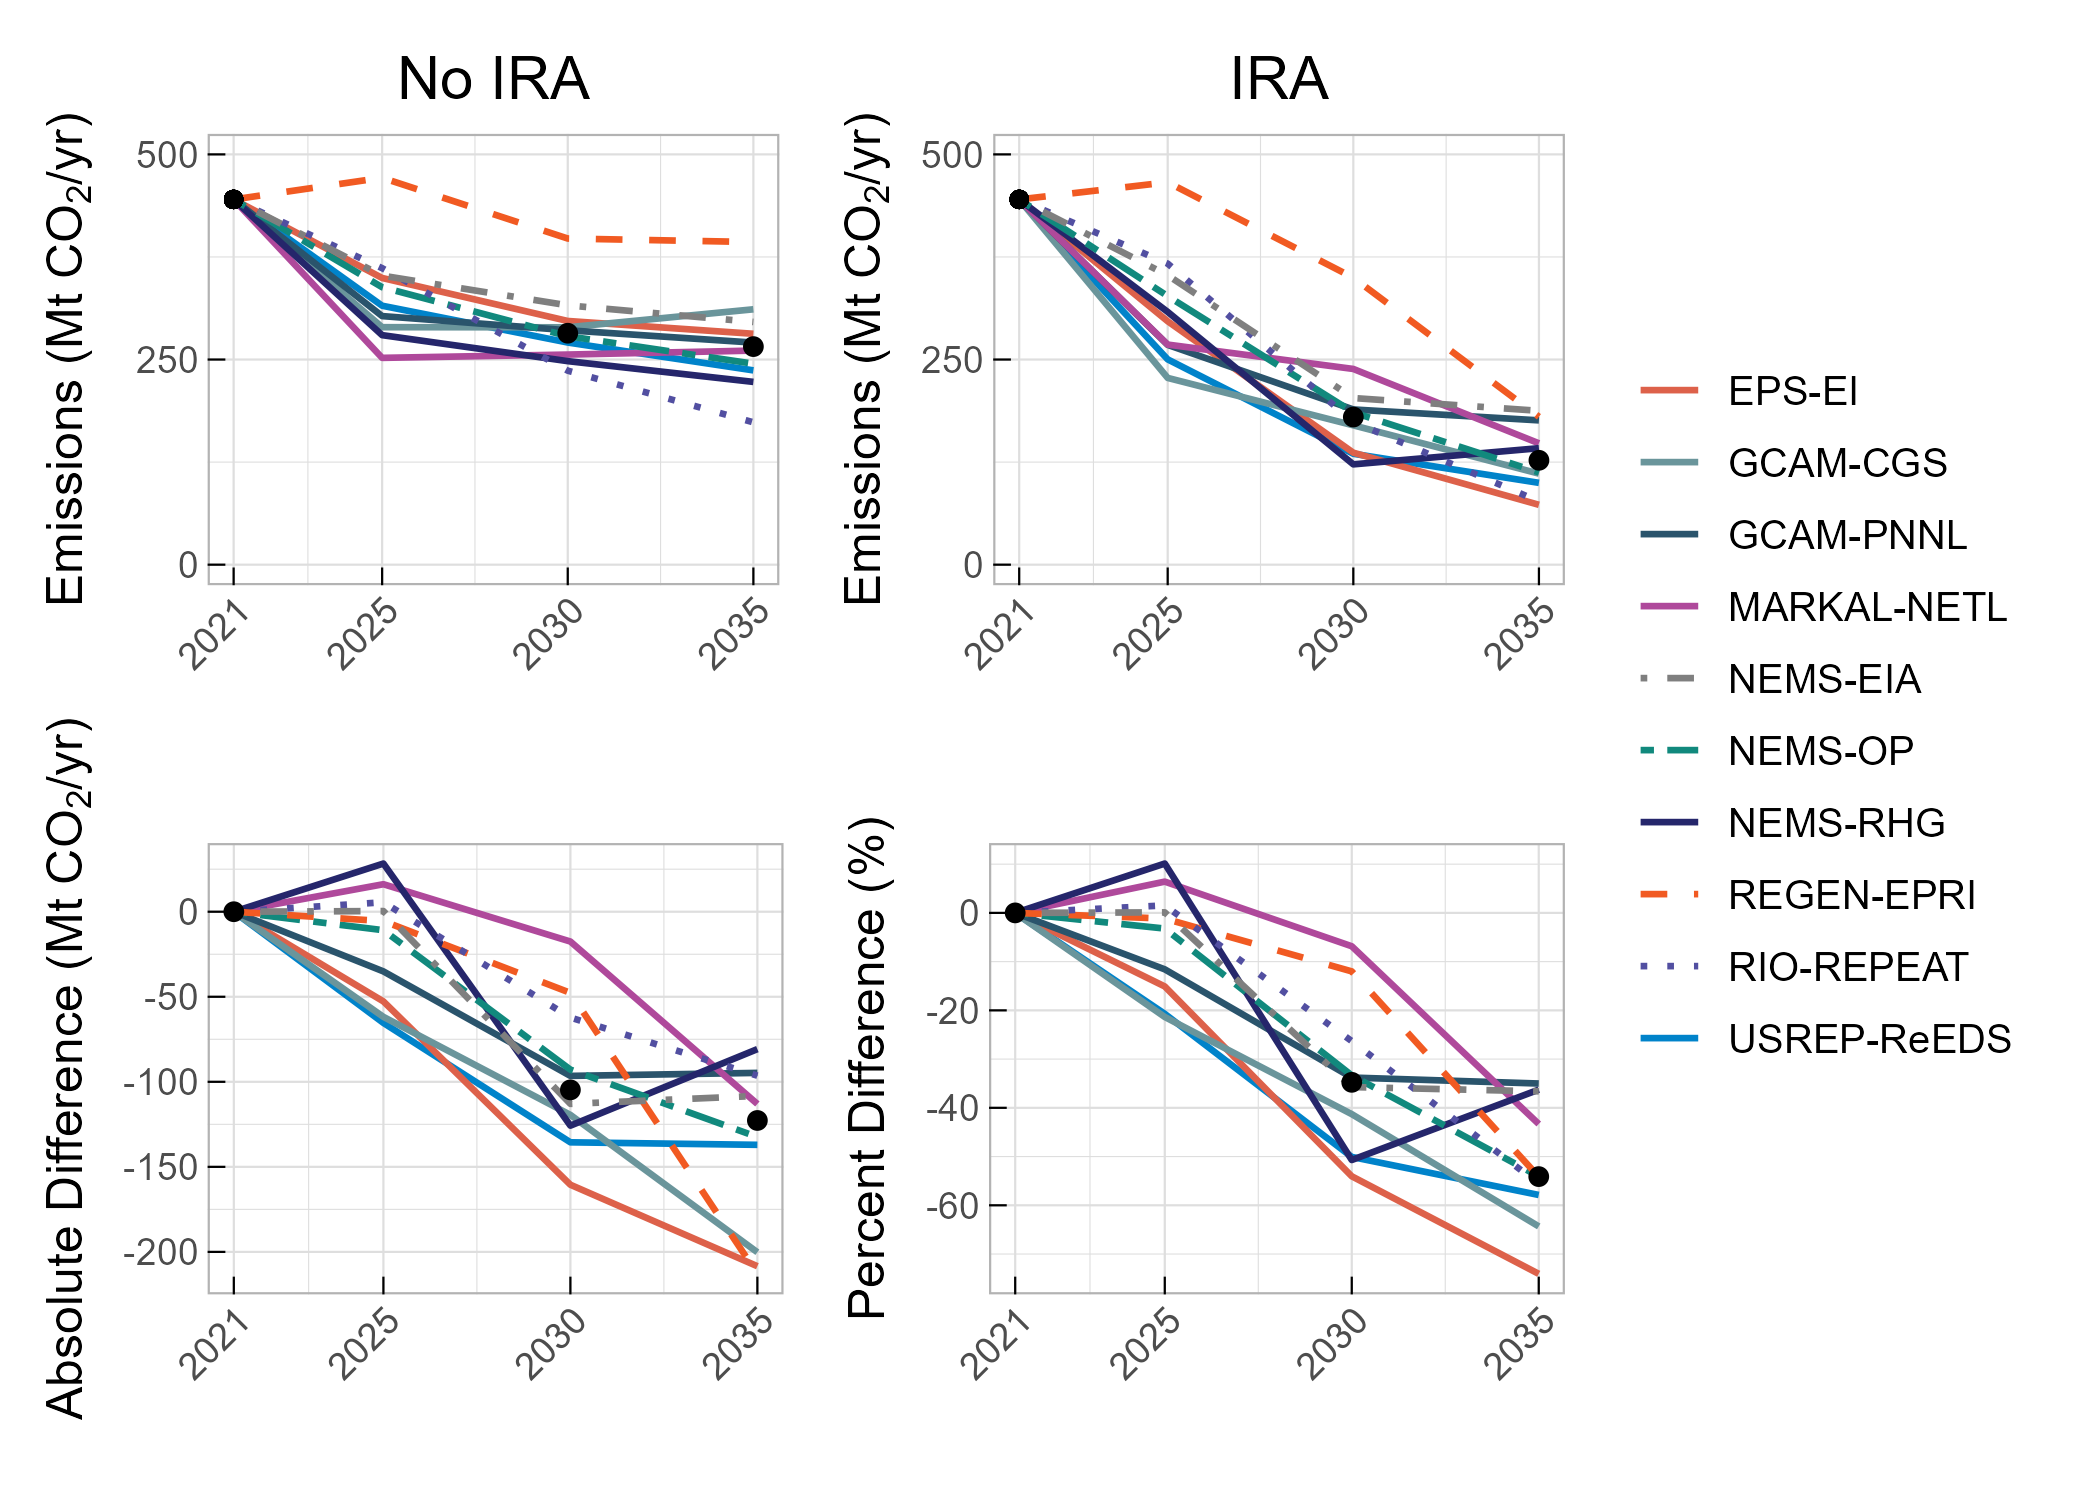 No IRA
IRA
Emissions (Mt CO₂/yr)
500
250
0
2021
2025
2030
2035
Emissions (Mt CO₂/yr)
500
250
0
2021
2025
2030
2035
Absolute Difference (Mt CO₂/yr)
0
-50
-100
-150
-200
2021
2025
2030
2035
Percent Difference (%)
0
-20
-40
-60
2021
2025
2030
2035
EPS-EI
GCAM-CGS
GCAM-PNNL
MARKAL-NETL
NEMS-EIA
NEMS-OP
NEMS-RHG
REGEN-EPRI
RIO-REPEAT
USREP-ReEDS